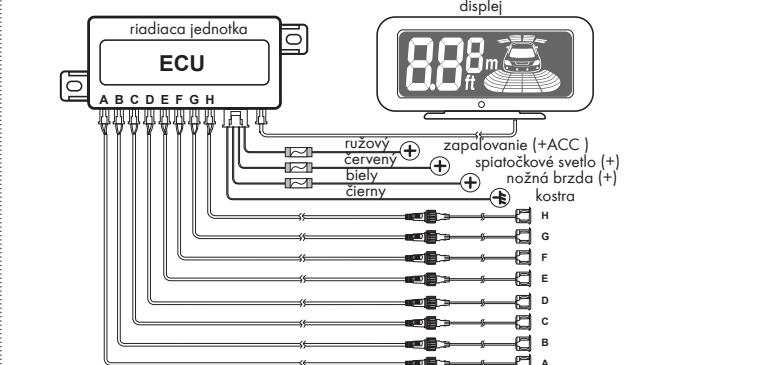 displej
riadiaca jednotka
ECU
A B C D E F G H
8.8.8 m
ft
ružový
zapaľovanie (+ACC )
červený
spiatočkové svetlo (+)
biely
nožná brzda (+)
čierny
kostra
H
G
F
E
D
C
B
A